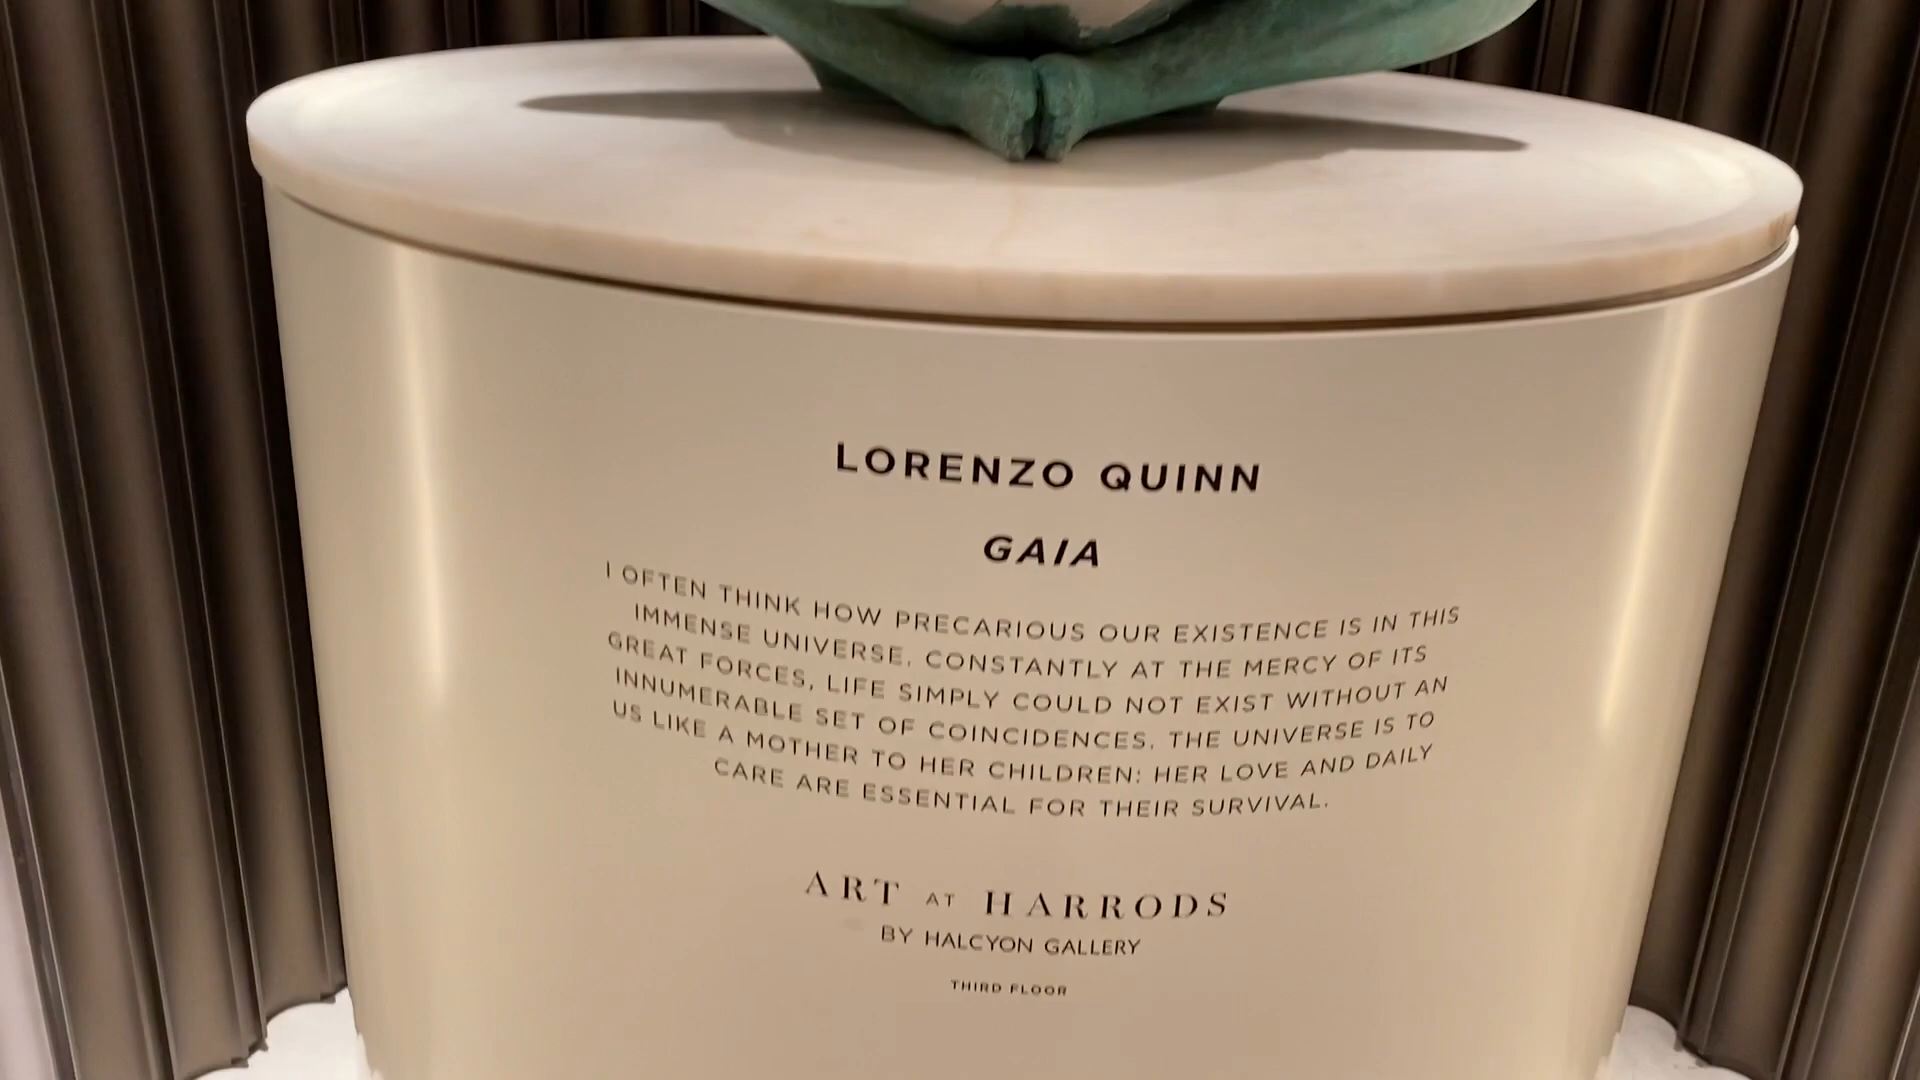 LORENZO QUINN
GAIA
I OFTEN THINK HOW PRECARIOUS OUR EXISTENCE IS IN THIS
IMMENSE UNIVERSE, CONSTANTLY AT THE MERCY OF ITS
GREAT FORCES, LIFE SIMPLY COULD NOT EXIST WITHOUT AN
INNUMERABLE SET OF COINCIDENCES. THE UNIVERSE IS TO
US LIKE A MOTHER TO HER CHILDREN: HER LOVE AND DAILY
CARE ARE ESSENTIAL FOR THEIR SURVIVAL.
ART AT HARRODS
BY HALCYON GALLERY
THIRD FLOOR